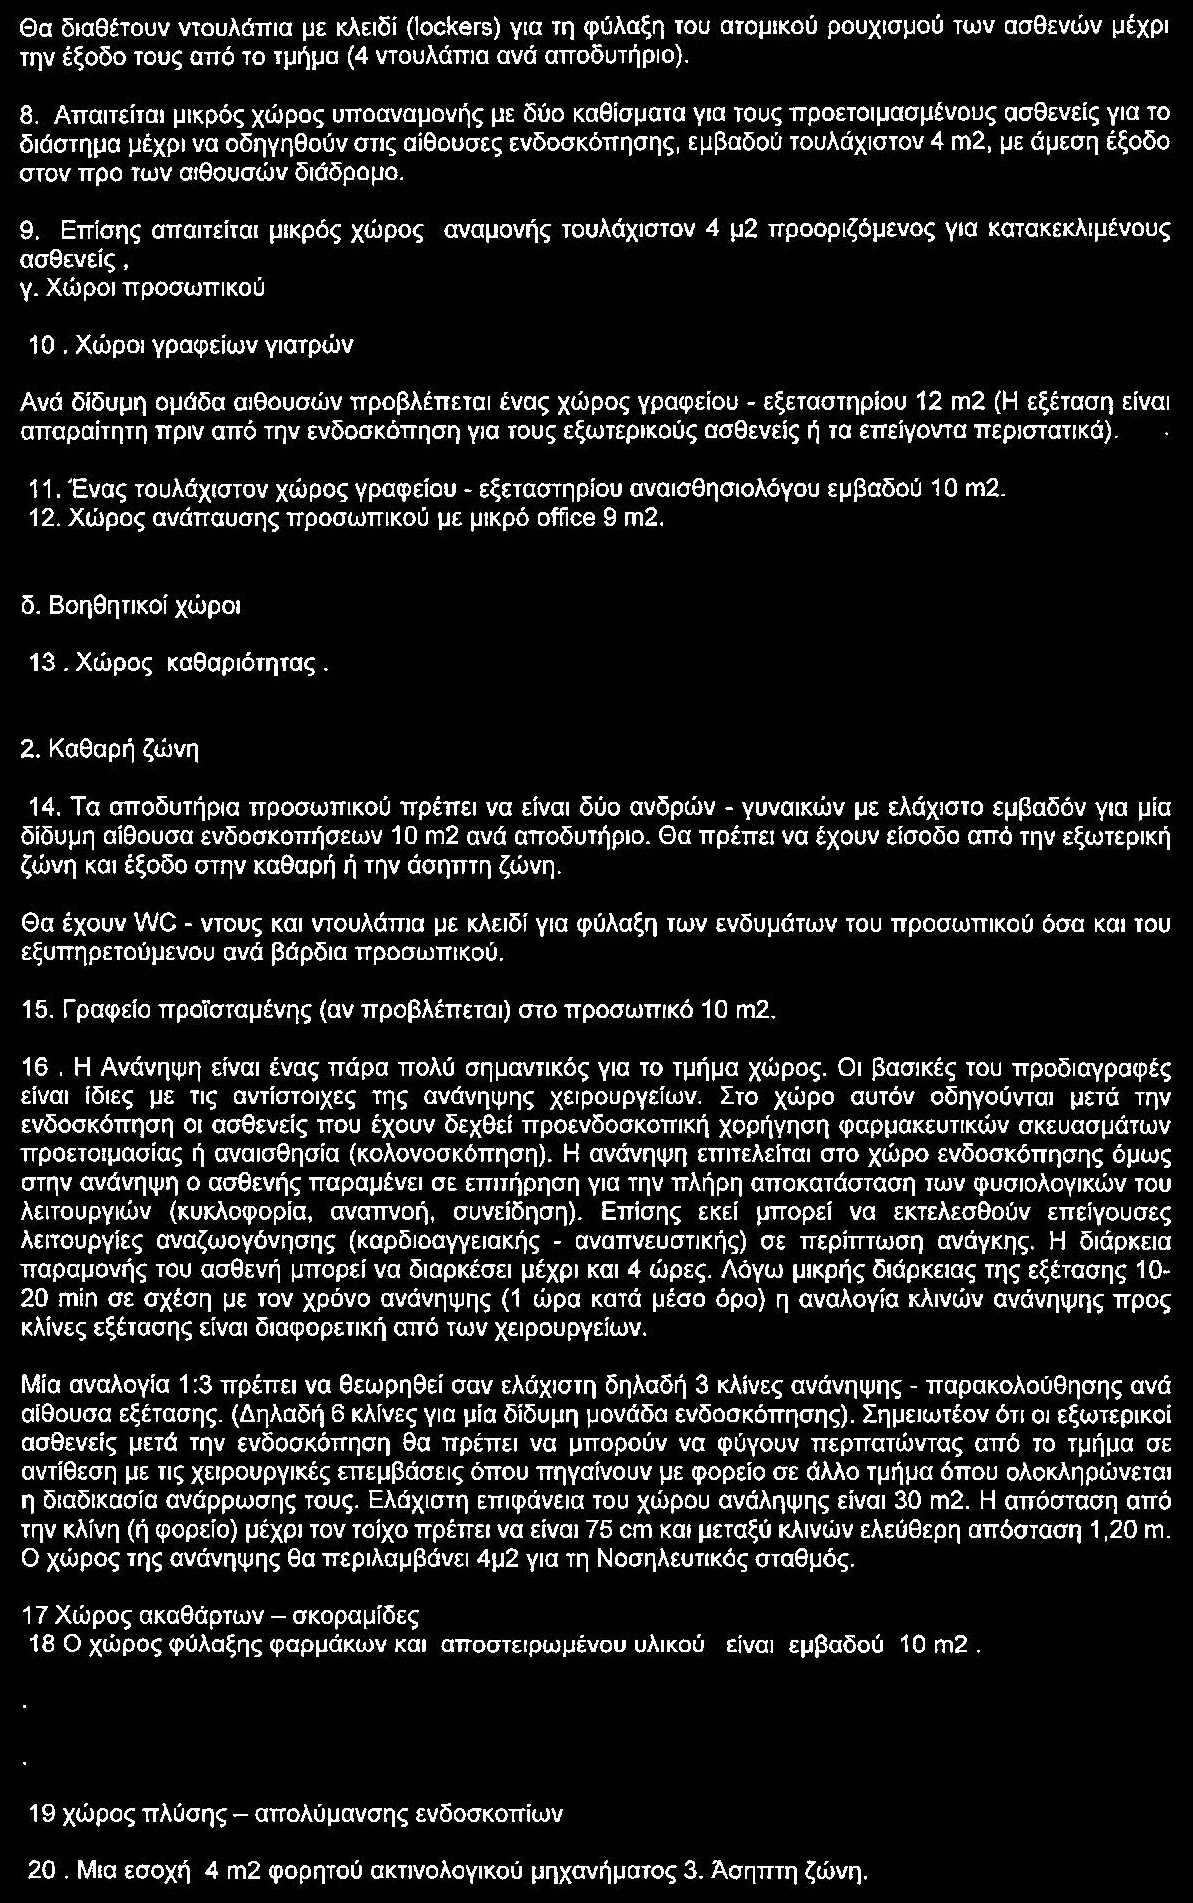 Θα διαθέτουν ντουλάπια με κλειδί (lockers) για τη φύλαξη του ατομικού ρουχισμού των ασθενών μέχρι
την έξοδο τους από το τμήμα (4 ντουλάπια ανά αποδυτήριο).
8. Απαιτείται μικρός χώρος υποαναμονής με δύο καθίσματα για τους προετοιμασμένους ασθενείς για το
διάστημα μέχρι να οδηγηθούν στις αίθουσες ενδοσκόπησης, εμβαδού τουλάχιστον 4 m2, με άμεση έξοδο
στον προ των αιθουσών διάδρομο.
9. Επίσης απαιτείται μικρός χώρος αναμονής τουλάχιστον 4 μ2 προοριζόμενος για κατακεκλιμένους
ασθενείς ,
γ. Χώροι προσωπικού
10 . Χώροι γραφείων γιατρών
Ανά δίδυμη ομάδα αιθουσών προβλέπεται ένας χώρος γραφείου - εξεταστηρίου 12 m2 (Η εξέταση είναι
απαραίτητη πριν από την ενδοσκόπηση για τους εξωτερικούς ασθενείς ή τα επείγοντα περιστατικά).
11. Ένας τουλάχιστον χώρος γραφείου - εξεταστηρίου αναισθησιολόγου εμβαδού 10 m2.
12. Χώρος ανάπαυσης προσωπικού με μικρό office 9 m2.
δ. Βοηθητικοί χώροι
13 . Χώρος καθαριότητας .
2. Καθαρή ζώνη
14. Τα αποδυτήρια προσωπικού πρέπει να είναι δύο ανδρών - γυναικών με ελάχιστο εμβαδόν για μία
δίδυμη αίθουσα ενδοσκοπήσεων 10 m2 ανά αποδυτήριο. Θα πρέπει να έχουν είσοδο από την εξωτερική
ζώνη και έξοδο στην καθαρή ή την άσηπτη ζώνη.
Θα έχουν WC - ντους και ντουλάπια με κλειδί για φύλαξη των ενδυμάτων του προσωπικού όσα και του
εξυπηρετούμενου ανά βάρδια προσωπικού.
15. Γραφείο προϊσταμένης (αν προβλέπεται) στο προσωπικό 10 m2.
16 . Η Ανάνηψη είναι ένας πάρα πολύ σημαντικός για το τμήμα χώρος. Οι βασικές του προδιαγραφές
είναι ίδιες με τις αντίστοιχες της ανάνηψης χειρουργείων. Στο χώρο αυτόν οδηγούνται μετά την
ενδοσκόπηση οι ασθενείς που έχουν δεχθεί προενδοσκοπική χορήγηση φαρμακευτικών σκευασμάτων
προετοιμασίας ή αναισθησία (κολονοσκόπηση). Η ανάνηψη επιτελείται στο χώρο ενδοσκόπησης όμως
στην ανάνηψη ο ασθενής παραμένει σε επιτήρηση για την πλήρη αποκατάσταση των φυσιολογικών του
λειτουργιών (κυκλοφορία, αναπνοή, συνείδηση). Επίσης εκεί μπορεί να εκτελεσθούν επείγουσες
λειτουργίες αναζωογόνησης (καρδιοαγγειακής - αναπνευστικής) σε περίπτωση ανάγκης. Η διάρκεια
παραμονής του ασθενή μπορεί να διαρκέσει μέχρι και 4 ώρες. Λόγω μικρής διάρκειας της εξέτασης 10-
20 min σε σχέση με τον χρόνο ανάνηψης (1 ώρα κατά μέσο όρο) η αναλογία κλινών ανάνηψης προς
κλίνες εξέτασης είναι διαφορετική από των χειρουργείων.
Μία αναλογία 1:3 πρέπει να θεωρηθεί σαν ελάχιστη δηλαδή 3 κλίνες ανάνηψης - παρακολούθησης ανά
αίθουσα εξέτασης. (Δηλαδή 6 κλίνες για μία δίδυμη μονάδα ενδοσκόπησης). Σημειωτέον ότι οι εξωτερικοί
ασθενείς μετά την ενδοσκόπηση θα πρέπει να μπορούν να φύγουν περπατώντας από το τμήμα σε
αντίθεση με τις χειρουργικές επεμβάσεις όπου πηγαίνουν με φορείο σε άλλο τμήμα όπου ολοκληρώνεται
η διαδικασία ανάρρωσης τους. Ελάχιστη επιφάνεια του χώρου ανάληψης είναι 30 m2. Η απόσταση από
την κλίνη (ή φορείο) μέχρι τον τοίχο πρέπει να είναι 75 cm και μεταξύ κλινών ελεύθερη απόσταση 1,20 m.
Ο χώρος της ανάνηψης θα περιλαμβάνει 4μ2 για τη Νοσηλευτικός σταθμός.
17 Χώρος ακαθάρτων – σκοραμίδες
18 Ο χώρος φύλαξης φαρμάκων και αποστειρωμένου υλικού είναι εμβαδού 10 m2 .
.
.
19 χώρος πλύσης – απολύμανσης ενδοσκοπίων
20 . Μια εσοχή 4 m2 φορητού ακτινολογικού μηχανήματος 3. Άσηπτη ζώνη.